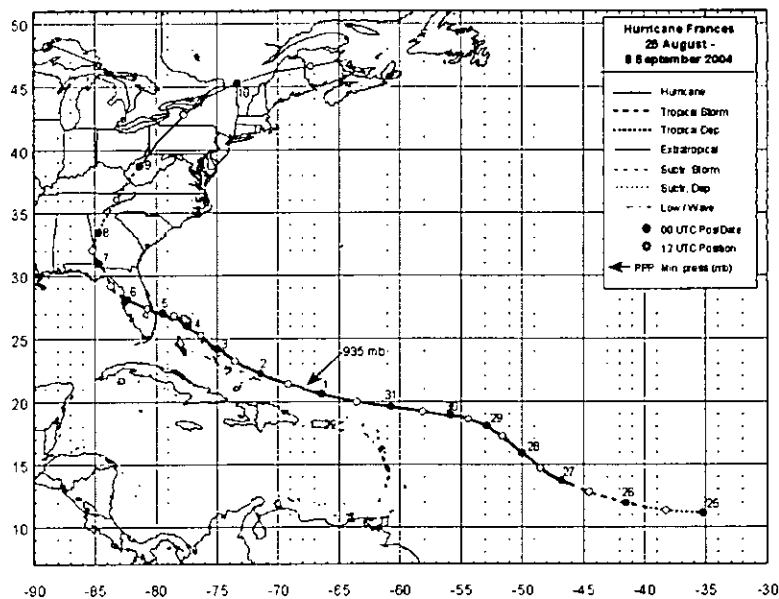 Hurricane Frances
25 August -
8 September 2004
Hurricane
Tropical Storm
Tropical Dep
Extratropical
Subtr. Storm
Subtr. Dep
Low / Wave
00 UTC Pos/Date
12 UTC Position
PPP Min. press (mb)
50
45
40
35
30
25
20
15
10
10
9
8
7
6
5
4
3
2
1
935 mb
31
30
29
28
27
26
25
-90 -85 -80 -75 -70 -65 -60 -55 -50 -45 -40 -35 -30